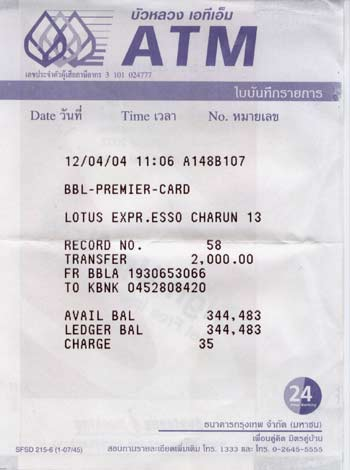 บัวหลวง เอทีเอ็ม
ATM
เลขประจำตัวผู้เสียภาษีอากร 3 101 024777
ใบบันทึกรายการ
Date วันที่ Time เวลา No. หมายเลข
12/04/04 11:06 A148B107
BBL-PREMIER-CARD
LOTUS EXPR.ESSO CHARUN 13
RECORD NO. 58
TRANSFER 2,000.00
FR BBLA 1930653066
TO KBNK 0452808420
AVAIL BAL 344,483
LEDGER BAL 344,483
CHARGE 35
24
ธนาคารกรุงเทพ จำกัด (มหาชน)
เพื่อนคู่คิด มิตรคู่บ้าน
SFSD 215-6 (1-07/45) สอบถามรายละเอียดเพิ่มเติม โทร. 1333 และ โทร. 0-2645-5555